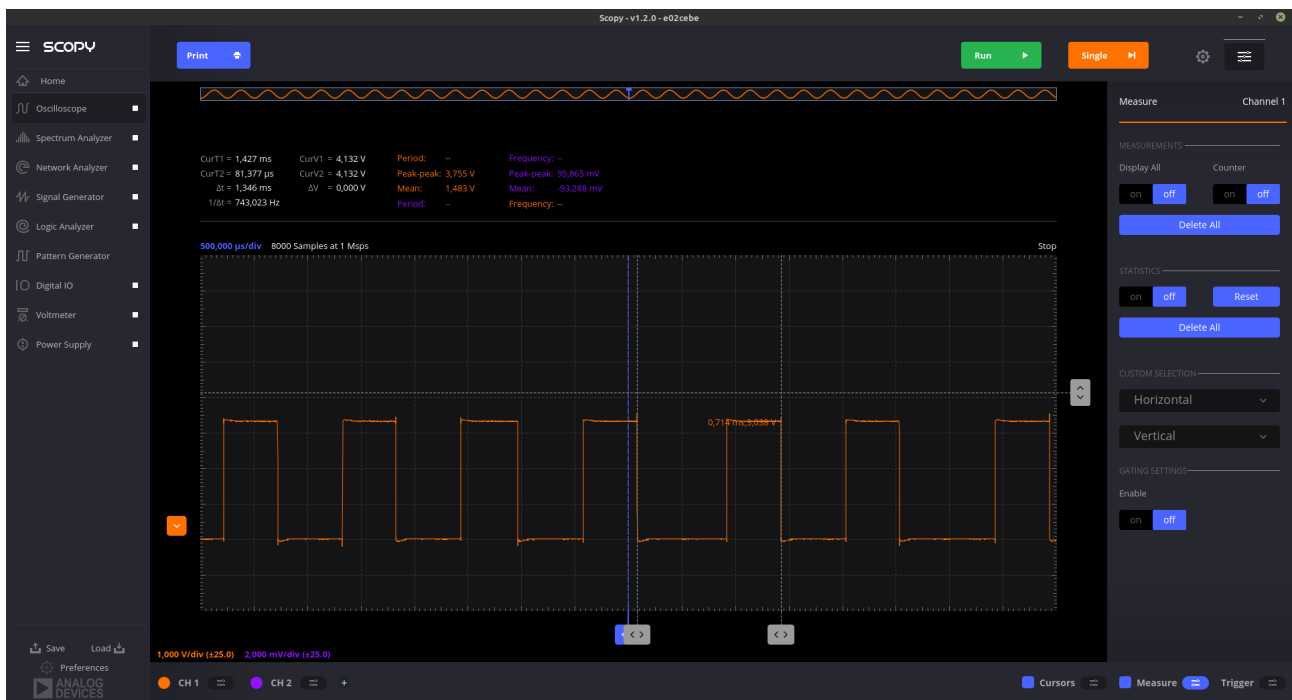 Scopy - v1.2.0 - e02cebe
SCOPY
Print
Run
Single
Home
Oscilloscope
Spectrum Analyzer
Network Analyzer
Signal Generator
Logic Analyzer
Pattern Generator
Digital IO
Voltmeter
Power Supply
Save Load
Preferences
ANALOG
DEVICES
CurT1 = 1,427 ms CurV1 = 4,132 V Period: -- Frequency: --
CurT2 = 81,377 µs CurV2 = 4,132 V Peak-peak: 3,755 V Peak-peak: 95,865 mV
Δt = 1,346 ms ΔV = 0,000 V Mean: 1,483 V Mean: -93,288 mV
1/Δt = 743,023 Hz Period: -- Frequency: --
500,000 µs/div 8000 Samples at 1 Msps Stop
0,714 ms,3,038 V
1,000 V/div (±25.0) 2,000 mV/div (±25.0)
CH 1 CH 2 + Cursors Measure Trigger
Measure Channel 1
MEASUREMENTS
Display All Counter
on off on off
Delete All
STATISTICS
on off Reset
Delete All
CUSTOM SELECTION
Horizontal
Vertical
GATING SETTINGS
Enable
on off